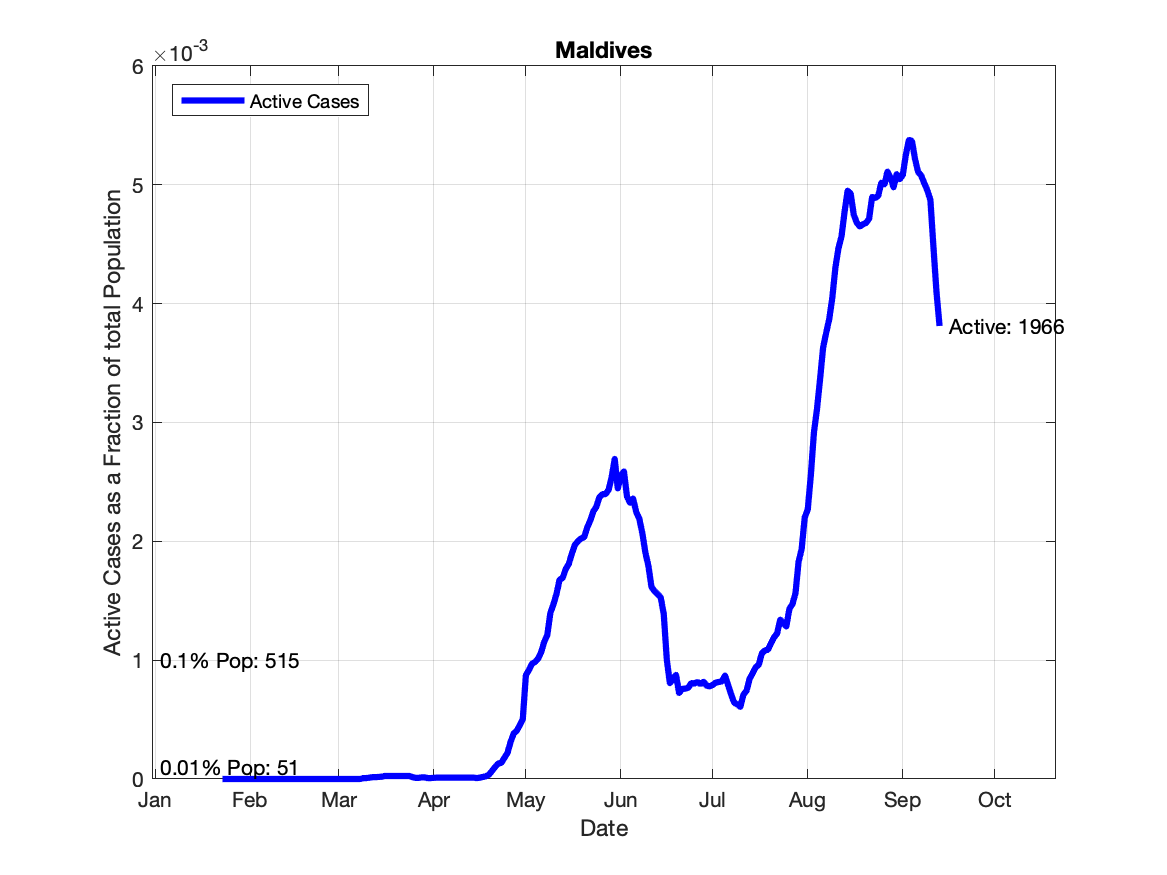 Maldives
×10-3
Active Cases
6
5
4
3
2
1
0
Active Cases as a Fraction of total Population
Active: 1966
0.1% Pop: 515
0.01% Pop: 51
Jan Feb Mar Apr May Jun Jul Aug Sep Oct
Date